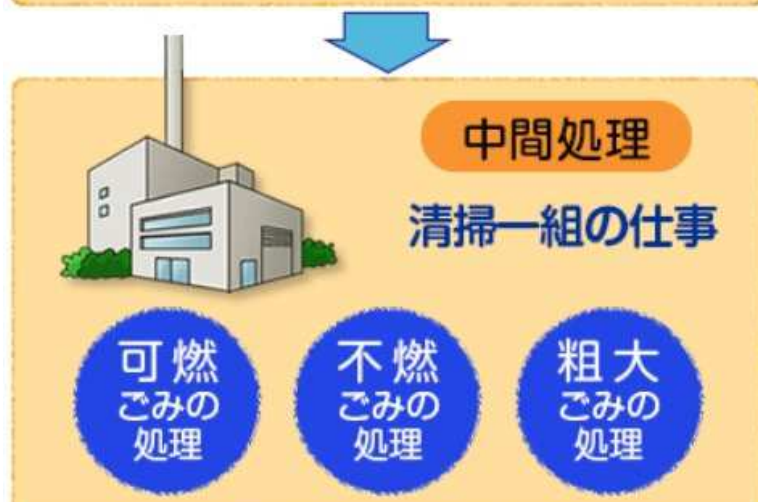 中間処理
清掃一組の仕事
可燃
ごみの
処理
不燃
ごみの
処理
粗大
ごみの
処理